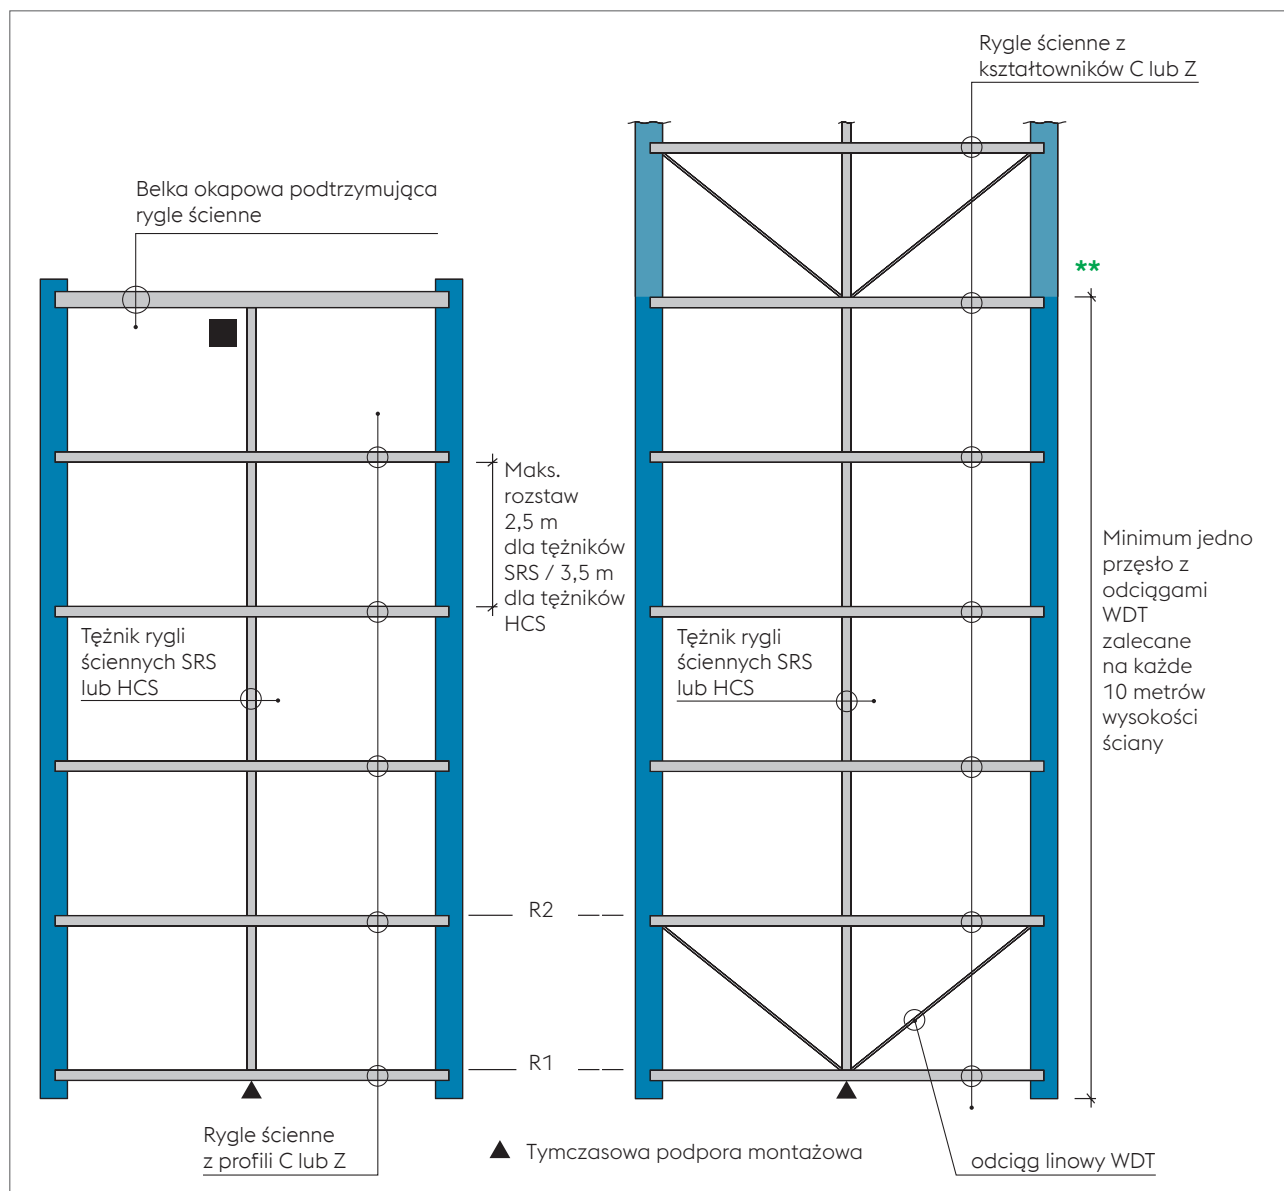 Rygle ścienne z
kształtowników C lub Z
Belka okapowa podtrzymująca
rygle ścienne
**
Maks.
rozstaw
2,5 m
dla tężników
SRS / 3,5 m
dla tężników
HCS
Minimum jedno
przęsło z
odciągami
WDT
zalecane
na każde
10 metrów
wysokości
ściany
Tężnik rygli
ściennych SRS
lub HCS
Tężnik rygli
ściennych SRS
lub HCS
R2
R1
Rygle ścienne
z profili C lub Z
Tymczasowa podpora montażowa
odciąg linowy WDT